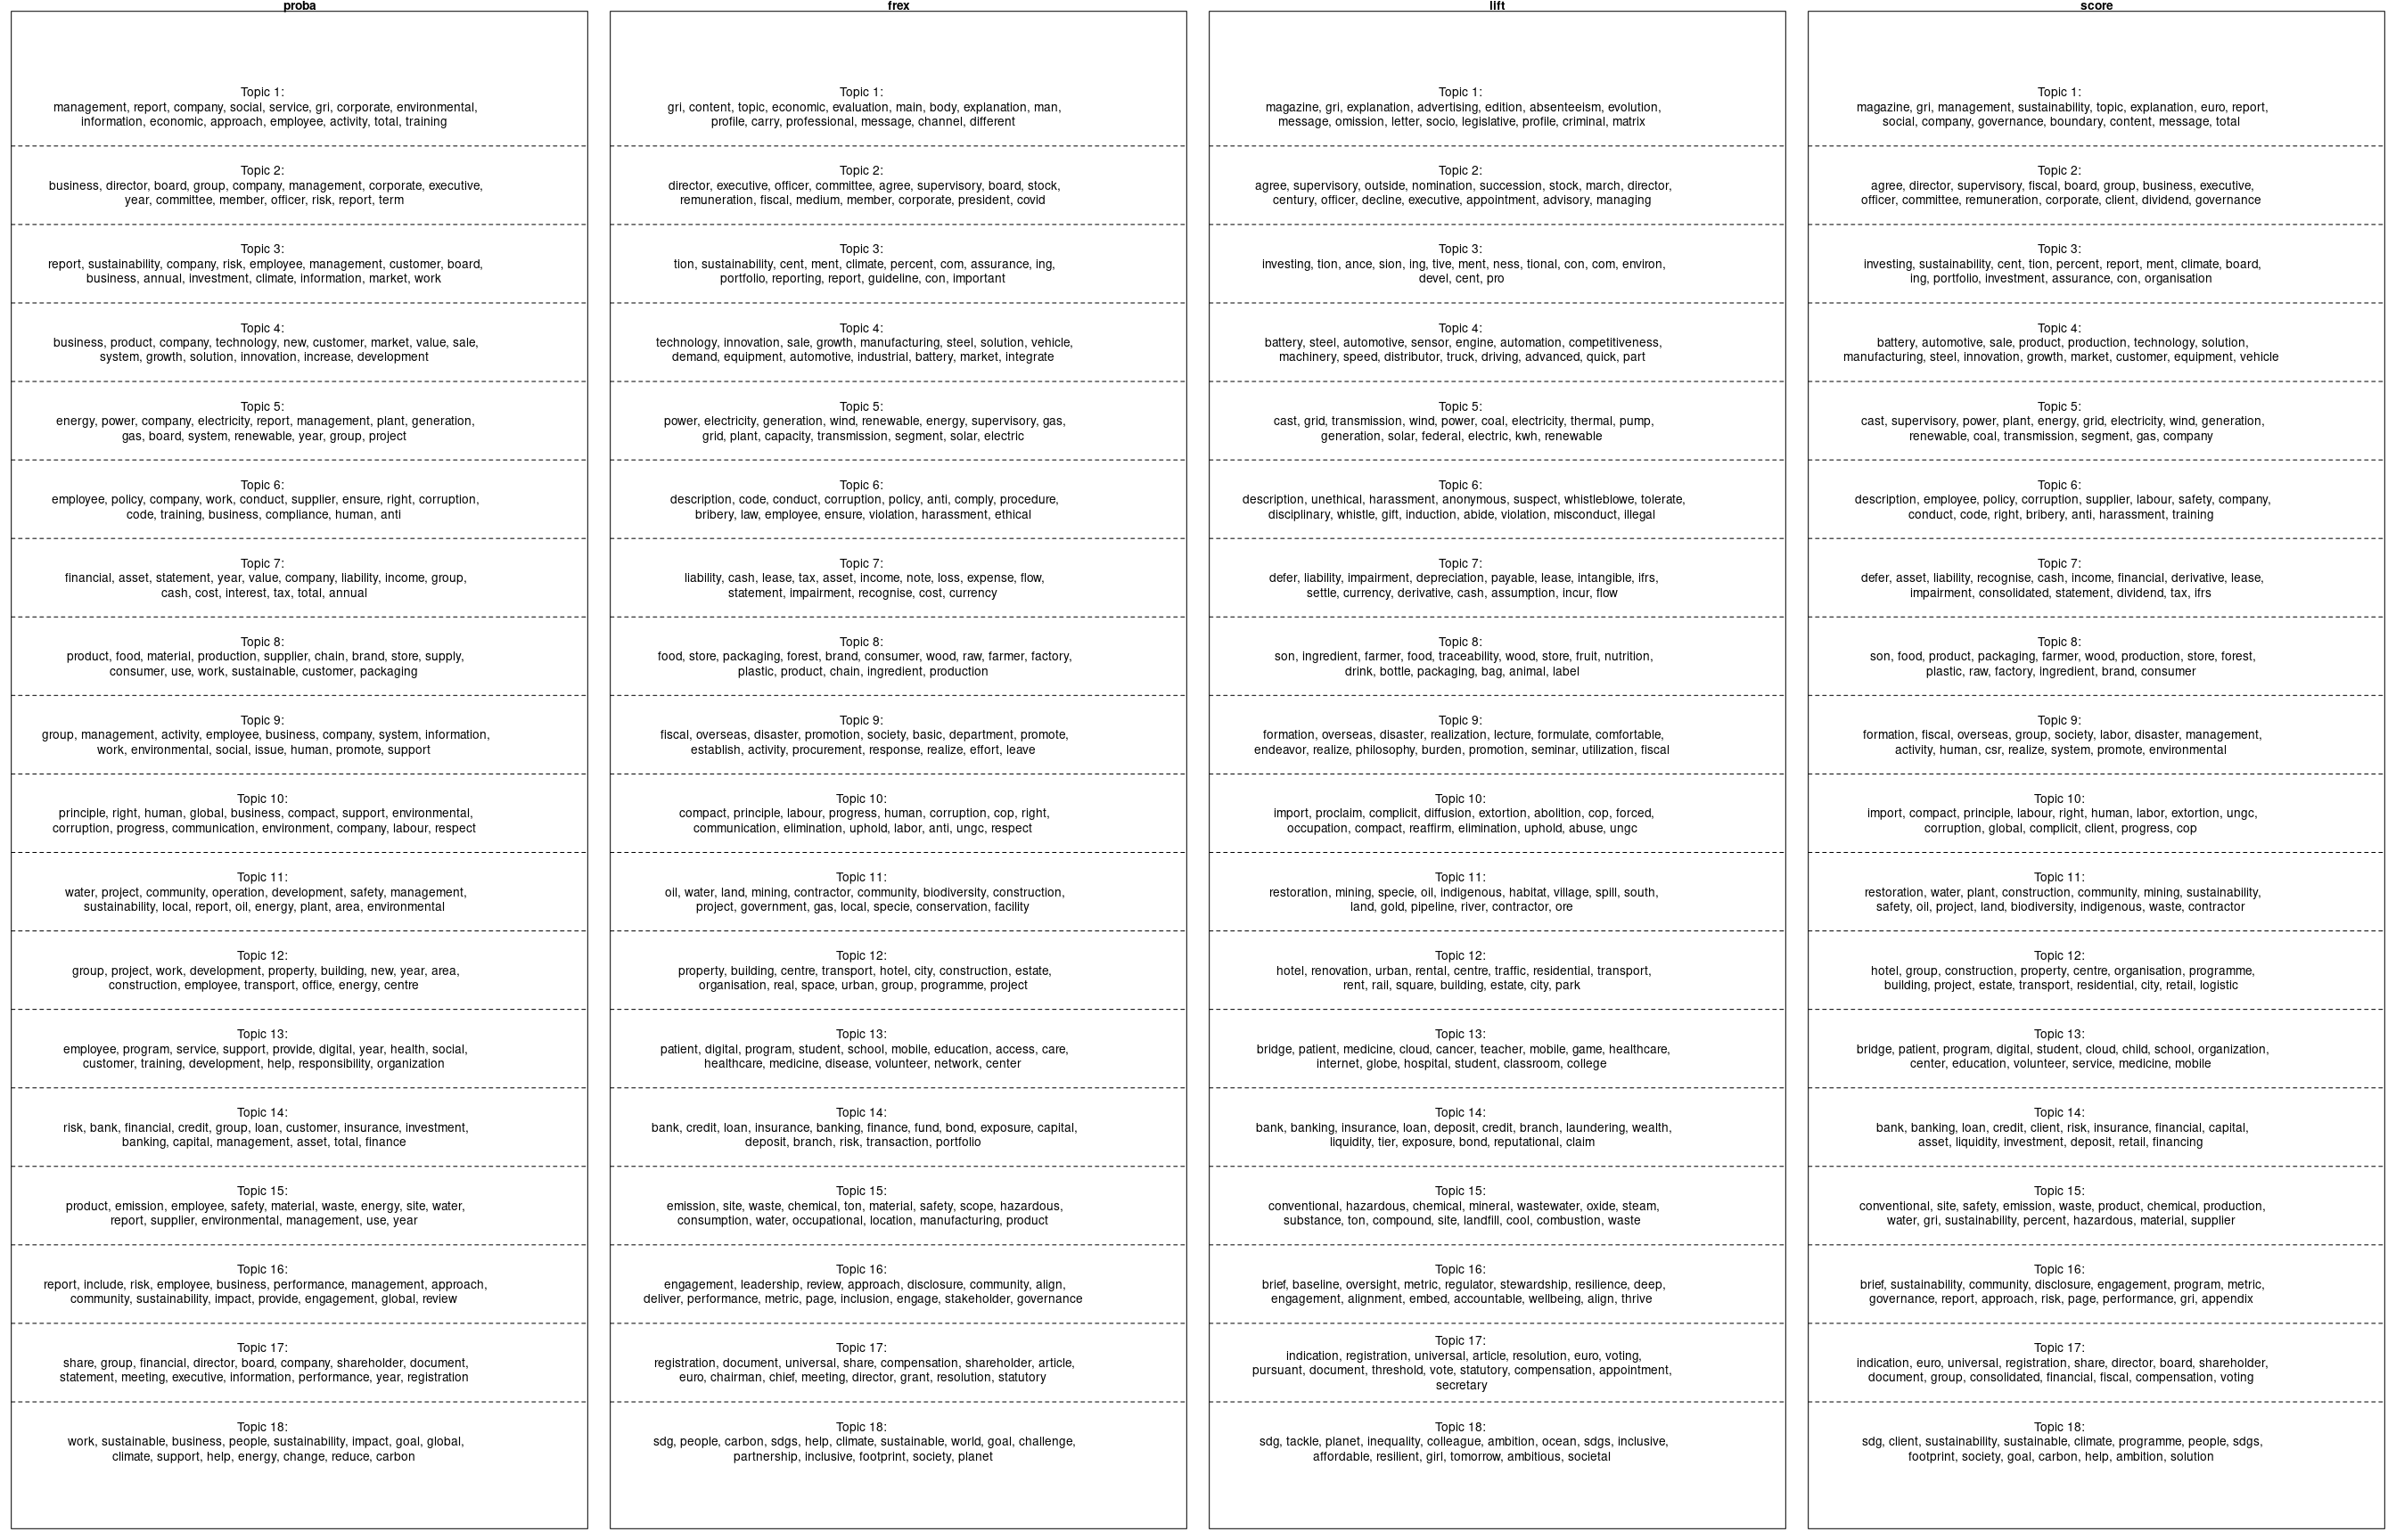 proba
Topic 1:
management, report, company, social, service, gri, corporate, environmental,
information, economic, approach, employee, activity, total, training
Topic 2:
business, director, board, group, company, management, corporate, executive,
year, committee, member, officer, risk, report, term
Topic 3:
report, sustainability, company, risk, employee, management, customer, board,
business, annual, investment, climate, information, market, work
Topic 4:
business, product, company, technology, new, customer, market, value, sale,
system, growth, solution, innovation, increase, development
Topic 5:
energy, power, company, electricity, report, management, plant, generation,
gas, board, system, renewable, year, group, project
Topic 6:
employee, policy, company, work, conduct, supplier, ensure, right, corruption,
code, training, business, compliance, human, anti
Topic 7:
financial, asset, statement, year, value, company, liability, income, group,
cash, cost, interest, tax, total, annual
Topic 8:
product, food, material, production, supplier, chain, brand, store, supply,
consumer, use, work, sustainable, customer, packaging
Topic 9:
group, management, activity, employee, business, company, system, information,
work, environmental, social, issue, human, promote, support
Topic 10:
principle, right, human, global, business, compact, support, environmental,
corruption, progress, communication, environment, company, labour, respect
Topic 11:
water, project, community, operation, development, safety, management,
sustainability, local, report, oil, energy, plant, area, environmental
Topic 12:
group, project, work, development, property, building, new, year, area,
construction, employee, transport, office, energy, centre
Topic 13:
employee, program, service, support, provide, digital, year, health, social,
customer, training, development, help, responsibility, organization
Topic 14:
risk, bank, financial, credit, group, loan, customer, insurance, investment,
banking, capital, management, asset, total, finance
Topic 15:
product, emission, employee, safety, material, waste, energy, site, water,
report, supplier, environmental, management, use, year
Topic 16:
report, include, risk, employee, business, performance, management, approach,
community, sustainability, impact, provide, engagement, global, review
Topic 17:
share, group, financial, director, board, company, shareholder, document,
statement, meeting, executive, information, performance, year, registration
Topic 18:
work, sustainable, business, people, sustainability, impact, goal, global,
climate, support, help, energy, change, reduce, carbon
frex
Topic 1:
gri, content, topic, economic, evaluation, main, body, explanation, man,
profile, carry, professional, message, channel, different
Topic 2:
director, executive, officer, committee, agree, supervisory, board, stock,
remuneration, fiscal, medium, member, corporate, president, covid
Topic 3:
tion, sustainability, cent, ment, climate, percent, com, assurance, ing,
portfolio, reporting, report, guideline, con, important
Topic 4:
technology, innovation, sale, growth, manufacturing, steel, solution, vehicle,
demand, equipment, automotive, industrial, battery, market, integrate
Topic 5:
power, electricity, generation, wind, renewable, energy, supervisory, gas,
grid, plant, capacity, transmission, segment, solar, electric
Topic 6:
description, code, conduct, corruption, policy, anti, comply, procedure,
bribery, law, employee, ensure, violation, harassment, ethical
Topic 7:
liability, cash, lease, tax, asset, income, note, loss, expense, flow,
statement, impairment, recognise, cost, currency
Topic 8:
food, store, packaging, forest, brand, consumer, wood, raw, farmer, factory,
plastic, product, chain, ingredient, production
Topic 9:
fiscal, overseas, disaster, promotion, society, basic, department, promote,
establish, activity, procurement, response, realize, effort, leave
Topic 10:
compact, principle, labour, progress, human, corruption, cop, right,
communication, elimination, uphold, labor, anti, ungc, respect
Topic 11:
oil, water, land, mining, contractor, community, biodiversity, construction,
project, government, gas, local, specie, conservation, facility
Topic 12:
property, building, centre, transport, hotel, city, construction, estate,
organisation, real, space, urban, group, programme, project
Topic 13:
patient, digital, program, student, school, mobile, education, access, care,
healthcare, medicine, disease, volunteer, network, center
Topic 14:
bank, credit, loan, insurance, banking, finance, fund, bond, exposure, capital,
deposit, branch, risk, transaction, portfolio
Topic 15:
emission, site, waste, chemical, ton, material, safety, scope, hazardous,
consumption, water, occupational, location, manufacturing, product
Topic 16:
engagement, leadership, review, approach, disclosure, community, align,
deliver, performance, metric, page, inclusion, engage, stakeholder, governance
Topic 17:
registration, document, universal, share, compensation, shareholder, article,
euro, chairman, chief, meeting, director, grant, resolution, statutory
Topic 18:
sdg, people, carbon, sdgs, help, climate, sustainable, world, goal, challenge,
partnership, inclusive, footprint, society, planet
lift
Topic 1:
magazine, gri, explanation, advertising, edition, absenteeism, evolution,
message, omission, letter, socio, legislative, profile, criminal, matrix
Topic 2:
agree, supervisory, outside, nomination, succession, stock, march, director,
century, officer, decline, executive, appointment, advisory, managing
Topic 3:
investing, tion, ance, sion, ing, tive, ment, ness, tional, con, com, environ,
devel, cent, pro
Topic 4:
battery, steel, automotive, sensor, engine, automation, competitiveness,
machinery, speed, distributor, truck, driving, advanced, quick, part
Topic 5:
cast, grid, transmission, wind, power, coal, electricity, thermal, pump,
generation, solar, federal, electric, kwh, renewable
Topic 6:
description, unethical, harassment, anonymous, suspect, whistleblowe, tolerate,
disciplinary, whistle, gift, induction, abide, violation, misconduct, illegal
Topic 7:
defer, liability, impairment, depreciation, payable, lease, intangible, ifrs,
settle, currency, derivative, cash, assumption, incur, flow
Topic 8:
son, ingredient, farmer, food, traceability, wood, store, fruit, nutrition,
drink, bottle, packaging, bag, animal, label
Topic 9:
formation, overseas, disaster, realization, lecture, formulate, comfortable,
endeavor, realize, philosophy, burden, promotion, seminar, utilization, fiscal
Topic 10:
import, proclaim, complicit, diffusion, extortion, abolition, cop, forced,
occupation, compact, reaffirm, elimination, uphold, abuse, ungc
Topic 11:
restoration, mining, specie, oil, indigenous, habitat, village, spill, south,
land, gold, pipeline, river, contractor, ore
Topic 12:
hotel, renovation, urban, rental, centre, traffic, residential, transport,
rent, rail, square, building, estate, city, park
Topic 13:
bridge, patient, medicine, cloud, cancer, teacher, mobile, game, healthcare,
internet, globe, hospital, student, classroom, college
Topic 14:
bank, banking, insurance, loan, deposit, credit, branch, laundering, wealth,
liquidity, tier, exposure, bond, reputational, claim
Topic 15:
conventional, hazardous, chemical, mineral, wastewater, oxide, steam,
substance, ton, compound, site, landfill, cool, combustion, waste
Topic 16:
brief, baseline, oversight, metric, regulator, stewardship, resilience, deep,
engagement, alignment, embed, accountable, wellbeing, align, thrive
Topic 17:
indication, registration, universal, article, resolution, euro, voting,
pursuant, document, threshold, vote, statutory, compensation, appointment,
secretary
Topic 18:
sdg, tackle, planet, inequality, colleague, ambition, ocean, sdgs, inclusive,
affordable, resilient, girl, tomorrow, ambitious, societal
score
Topic 1:
magazine, gri, management, sustainability, topic, explanation, euro, report,
social, company, governance, boundary, content, message, total
Topic 2:
agree, director, supervisory, fiscal, board, group, business, executive,
officer, committee, remuneration, corporate, client, dividend, governance
Topic 3:
investing, sustainability, cent, tion, percent, report, ment, climate, board,
ing, portfolio, investment, assurance, con, organisation
Topic 4:
battery, automotive, sale, product, production, technology, solution,
manufacturing, steel, innovation, growth, market, customer, equipment, vehicle
Topic 5:
cast, supervisory, power, plant, energy, grid, electricity, wind, generation,
renewable, coal, transmission, segment, gas, company
Topic 6:
description, employee, policy, corruption, supplier, labour, safety, company,
conduct, code, right, bribery, anti, harassment, training
Topic 7:
defer, asset, liability, recognise, cash, income, financial, derivative, lease,
impairment, consolidated, statement, dividend, tax, ifrs
Topic 8:
son, food, product, packaging, farmer, wood, production, store, forest,
plastic, raw, factory, ingredient, brand, consumer
Topic 9:
formation, fiscal, overseas, group, society, labor, disaster, management,
activity, human, csr, realize, system, promote, environmental
Topic 10:
import, compact, principle, labour, right, human, labor, extortion, ungc,
corruption, global, complicit, client, progress, cop
Topic 11:
restoration, water, plant, construction, community, mining, sustainability,
safety, oil, project, land, biodiversity, indigenous, waste, contractor
Topic 12:
hotel, group, construction, property, centre, organisation, programme,
building, project, estate, transport, residential, city, retail, logistic
Topic 13:
bridge, patient, program, digital, student, cloud, child, school, organization,
center, education, volunteer, service, medicine, mobile
Topic 14:
bank, banking, loan, credit, client, risk, insurance, financial, capital,
asset, liquidity, investment, deposit, retail, financing
Topic 15:
conventional, site, safety, emission, waste, product, chemical, production,
water, gri, sustainability, percent, hazardous, material, supplier
Topic 16:
brief, sustainability, community, disclosure, engagement, program, metric,
governance, report, approach, risk, page, performance, gri, appendix
Topic 17:
indication, euro, universal, registration, share, director, board, shareholder,
document, group, consolidated, financial, fiscal, compensation, voting
Topic 18:
sdg, client, sustainability, sustainable, climate, programme, people, sdgs,
footprint, society, goal, carbon, help, ambition, solution